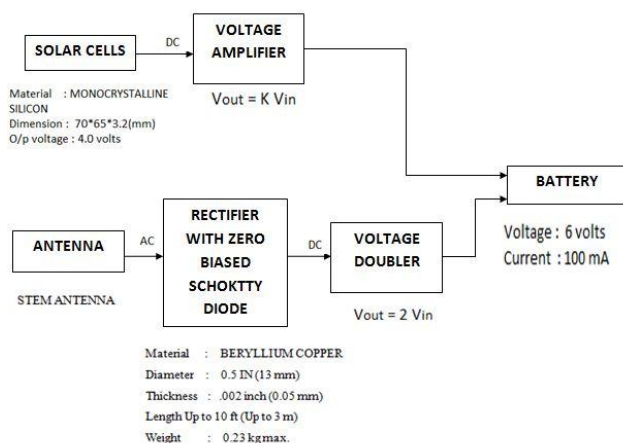 SOLAR CELLS
DC
VOLTAGE
AMPLIFIER
Vout = K Vin
Material : MONOCRYSTALLINE
SILICON
Dimension : 70*65*3.2(mm)
O/p voltage : 4.0 volts
BATTERY
Voltage : 6 volts
Current : 100 mA
ANTENNA
AC
STEM ANTENNA
RECTIFIER
WITH ZERO
BIASED
SCHOKTTY
DIODE
DC
VOLTAGE
DOUBLER
Vout = 2 Vin
Material : BERYLLIUM COPPER
Diameter : 0.5 IN (13 mm)
Thickness : .002 inch (0.05 mm)
Length Up to 10 ft (Up to 3 m)
Weight : 0.23 kg max.